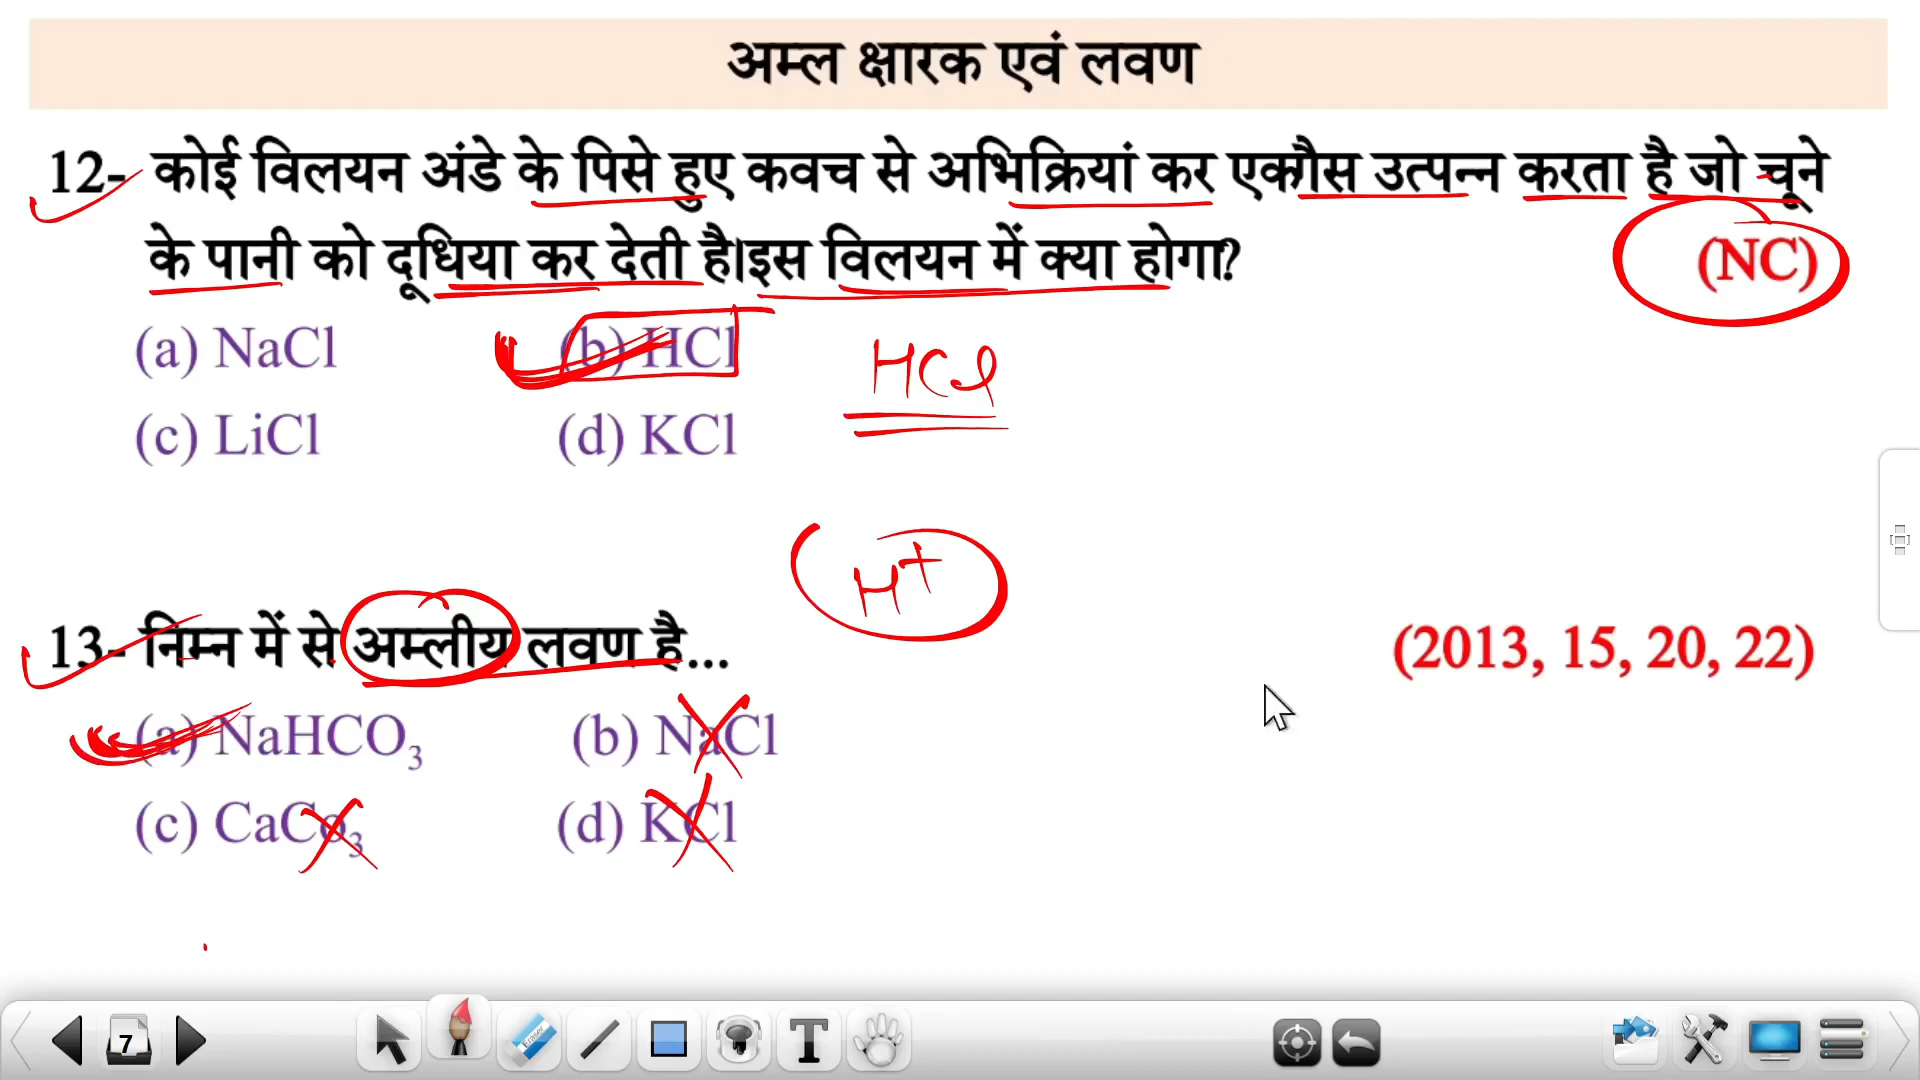 अम्ल क्षारक एवं लवण
12- कोई विलयन अंडे के पिसे हुए कवच से अभिक्रियां कर एक गैस उत्पन्न करता है जो चूने
के पानी को दूधिया कर देती है।इस विलयन में क्या होगा? (NC)
(a) NaCl (b) HCl
HCl
(c) LiCl (d) KCl
H+
13- निम्न में से अम्लीय लवण है... (2013, 15, 20, 22)
(a) NaHCO₃ (b) NaCl
(c) CaCo₃ (d) KCl
7
Eraser
T